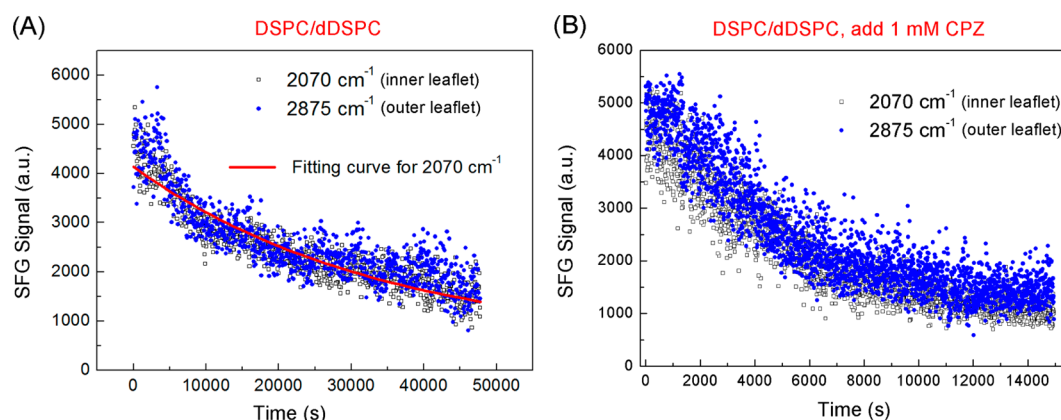 (A)
DSPC/dDSPC
2070 cm-1 (inner leaflet)
2875 cm-1 (outer leaflet)
Fitting curve for 2070 cm-1
SFG Signal (a.u.)
6000
5000
4000
3000
2000
1000
0
0 10000 20000 30000 40000 50000
Time (s)
(B)
DSPC/dDSPC, add 1 mM CPZ
2070 cm-1 (inner leaflet)
2875 cm-1 (outer leaflet)
SFG Signal (a.u.)
6000
5000
4000
3000
2000
1000
0
0 2000 4000 6000 8000 10000 12000 14000
Time (s)